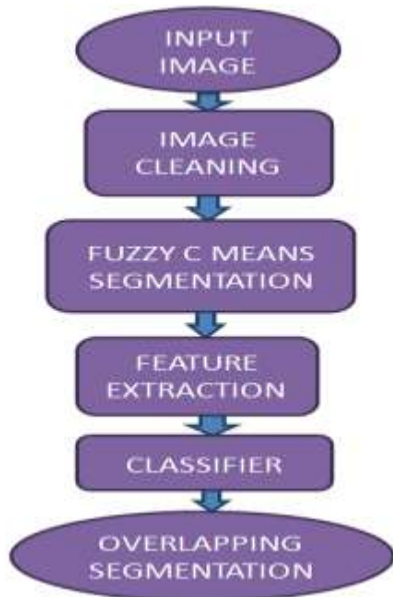 INPUT
IMAGE
IMAGE
CLEANING
FUZZY C MEANS
SEGMENTATION
FEATURE
EXTRACTION
CLASSIFIER
OVERLAPPING
SEGMENTATION